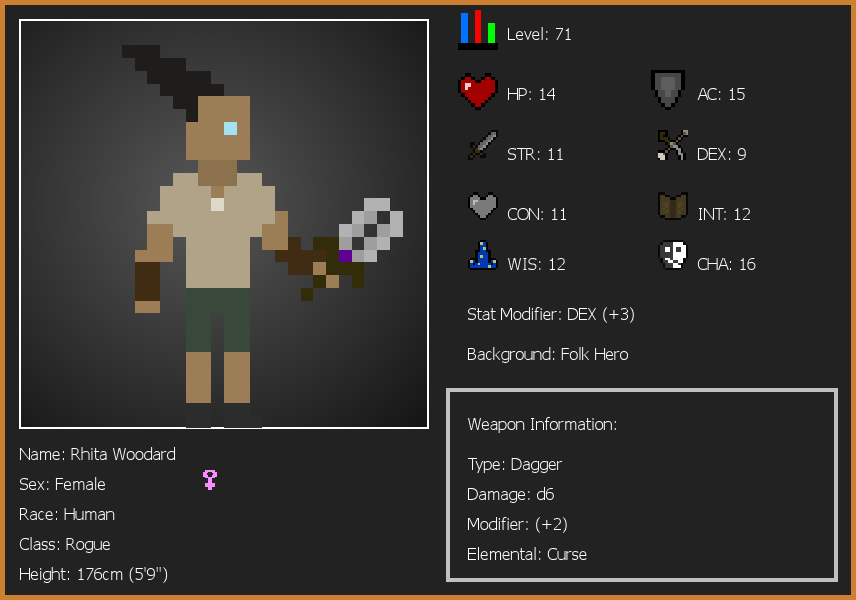 Level: 71
HP: 14
AC: 15
STR: 11
DEX: 9
CON: 11
INT: 12
WIS: 12
CHA: 16
Stat Modifier: DEX (+3)
Background: Folk Hero
Weapon Information:
Type: Dagger
Damage: d6
Modifier: (+2)
Elemental: Curse
Name: Rhita Woodard
Sex: Female
Race: Human
Class: Rogue
Height: 176cm (5'9")